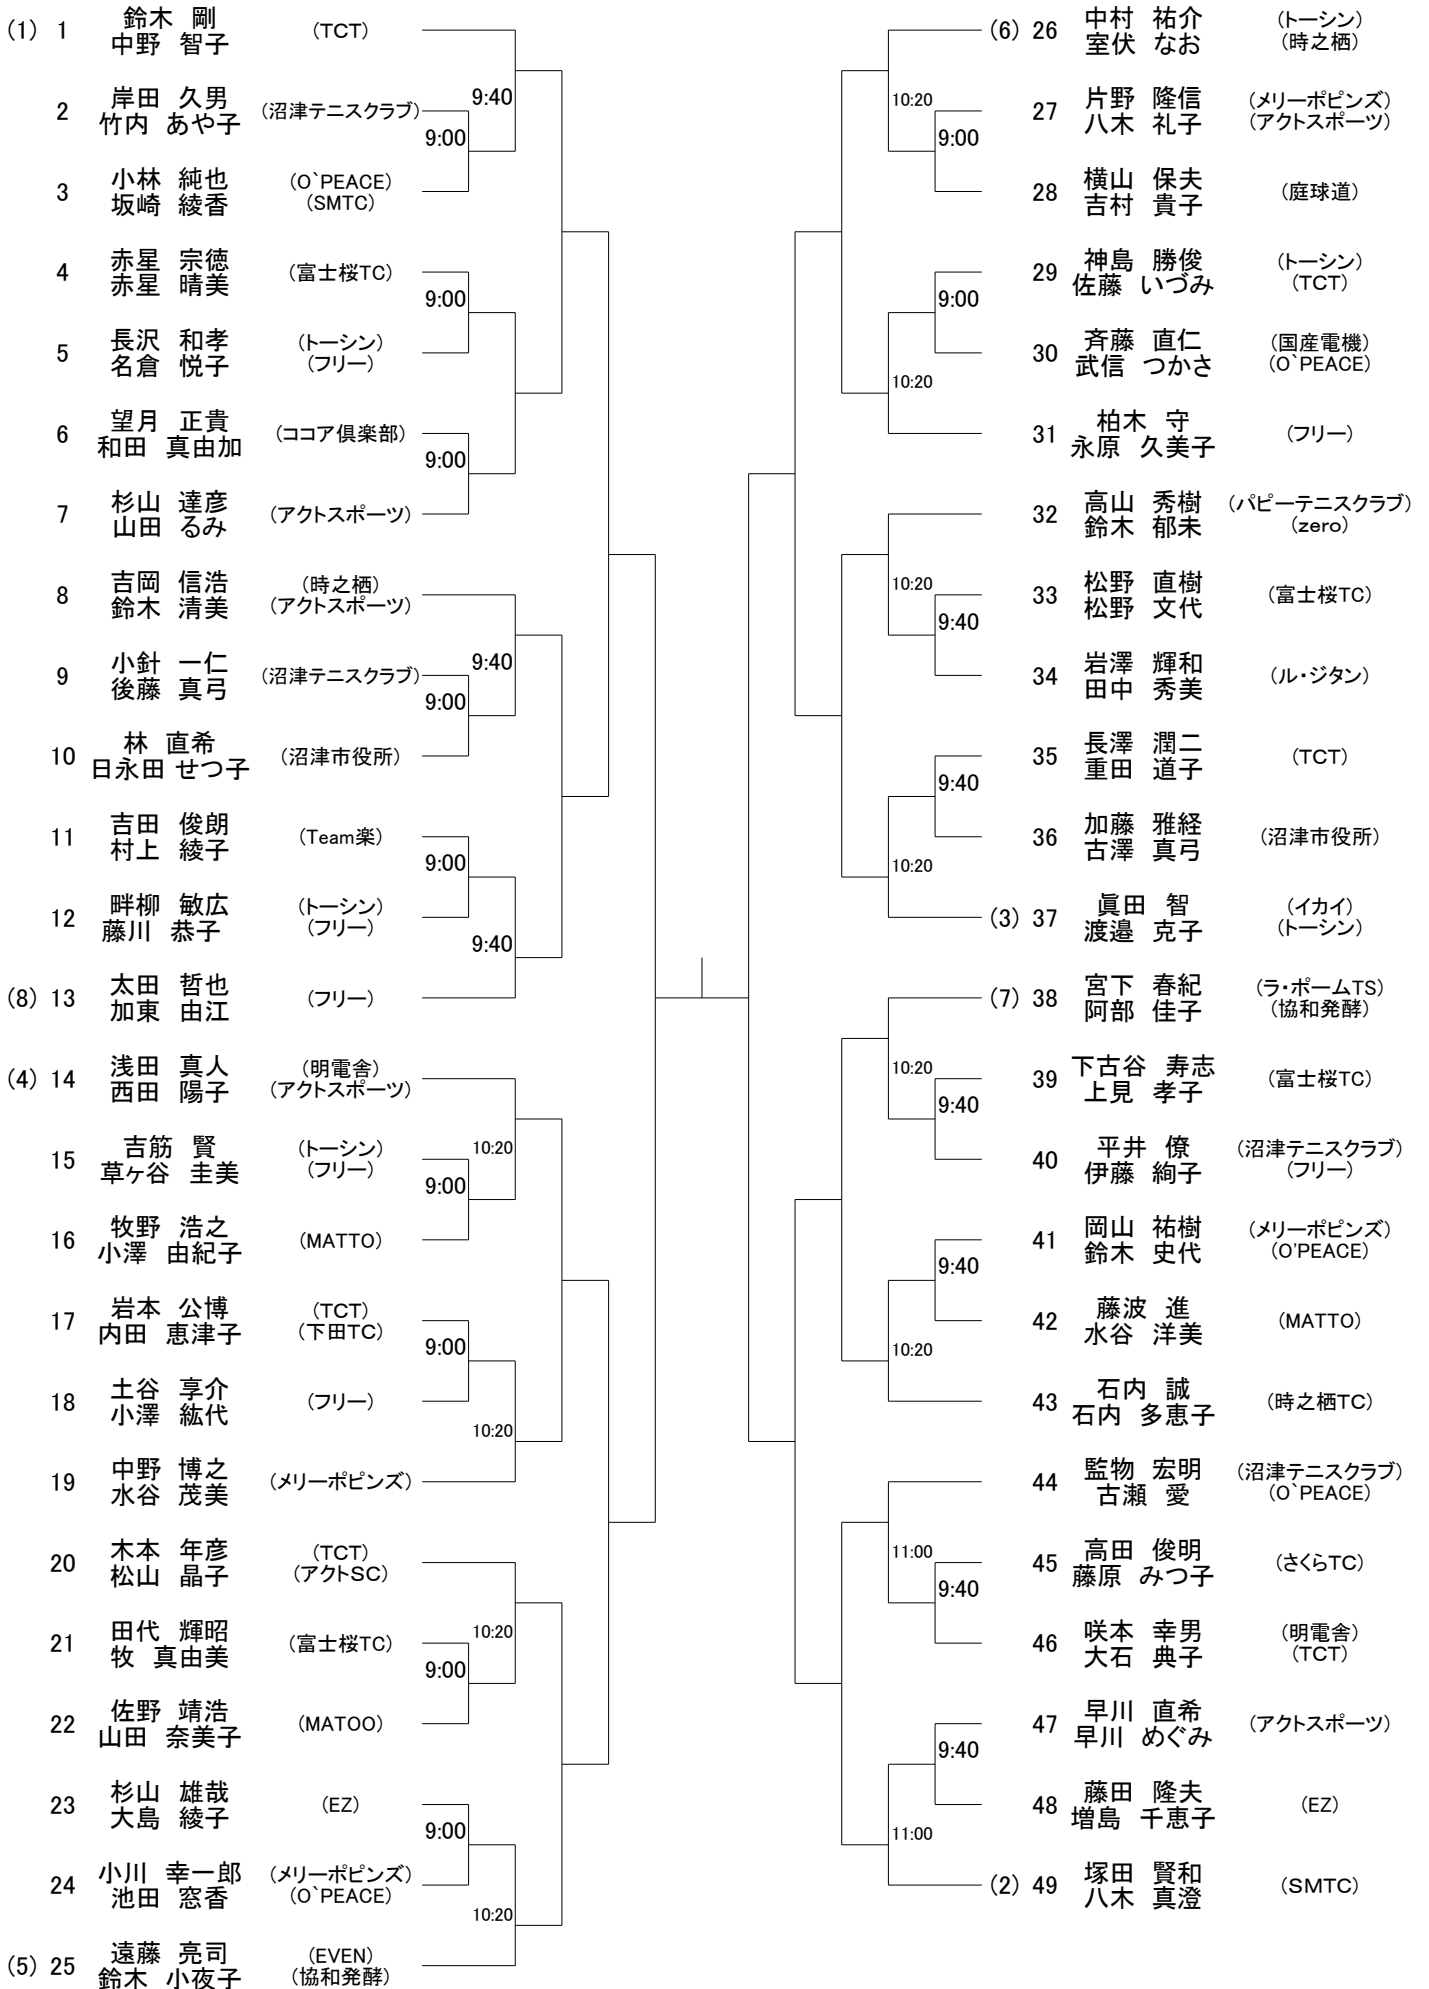 (1) 1 鈴木 剛 (TCT)
中野 智子
9:40
2 岸田 久男 (沼津テニスクラブ)
竹内 あや子
9:00
3 小林 純也 (O`PEACE)
坂崎 綾香 (SMTC)
4 赤星 宗徳 (富士桜TC)
赤星 晴美
9:00
5 長沢 和孝 (トーシン)
名倉 悦子 (フリー)
6 望月 正貴 (ココア倶楽部)
和田 真由加
9:00
7 杉山 達彦 (アクトスポーツ)
山田 るみ
8 吉岡 信浩 (時之栖)
鈴木 清美 (アクトスポーツ)
9:40
9 小針 一仁 (沼津テニスクラブ)
後藤 真弓
9:00
10 林 直希 (沼津市役所)
日永田 せつ子
11 吉田 俊朗 (Team楽)
村上 綾子
9:00
12 畔柳 敏広 (トーシン)
藤川 恭子 (フリー)
9:40
(8) 13 太田 哲也 (フリー)
加東 由江
(4) 14 浅田 真人 (明電舎)
西田 陽子 (アクトスポーツ)
10:20
15 吉筋 賢 (トーシン)
草ヶ谷 圭美 (フリー)
9:00
16 牧野 浩之 (MATTO)
小澤 由紀子
17 岩本 公博 (TCT)
内田 恵津子 (下田TC)
9:00
18 土谷 享介 (フリー)
小澤 紘代
10:20
19 中野 博之 (メリーポピンズ)
水谷 茂美
20 木本 年彦 (TCT)
松山 晶子 (アクトSC)
10:20
21 田代 輝昭 (富士桜TC)
牧 真由美
9:00
22 佐野 靖浩 (MATOO)
山田 奈美子
23 杉山 雄哉 (EZ)
大島 綾子
9:00
24 小川 幸一郎 (メリーポピンズ)
池田 窓香 (O`PEACE)
10:20
(5) 25 遠藤 亮司 (EVEN)
鈴木 小夜子 (協和発酵)
(6) 26 中村 祐介 (トーシン)
室伏 なお (時之栖)
10:20
27 片野 隆信 (メリーポピンズ)
八木 礼子 (アクトスポーツ)
9:00
28 横山 保夫 (庭球道)
吉村 貴子
29 神島 勝俊 (トーシン)
佐藤 いづみ (TCT)
9:00
30 斉藤 直仁 (国産電機)
武信 つかさ (O`PEACE)
10:20
31 柏木 守 (フリー)
永原 久美子
32 高山 秀樹 (パピーテニスクラブ)
鈴木 郁未 (zero)
10:20
33 松野 直樹 (富士桜TC)
松野 文代
9:40
34 岩澤 輝和 (ル・ジタン)
田中 秀美
35 長澤 潤二 (TCT)
重田 道子
9:40
36 加藤 雅経 (沼津市役所)
古澤 真弓
10:20
(3) 37 眞田 智 (イカイ)
渡邉 克子 (トーシン)
(7) 38 宮下 春紀 (ラ・ポームTS)
阿部 佳子 (協和発酵)
10:20
39 下古谷 寿志 (富士桜TC)
上見 孝子
9:40
40 平井 僚 (沼津テニスクラブ)
伊藤 絢子 (フリー)
41 岡山 祐樹 (メリーポピンズ)
鈴木 史代 (O'PEACE)
9:40
42 藤波 進 (MATTO)
水谷 洋美
10:20
43 石内 誠 (時之栖TC)
石内 多恵子
44 監物 宏明 (沼津テニスクラブ)
古瀬 愛 (O`PEACE)
11:00
45 高田 俊明 (さくらTC)
藤原 みつ子
9:40
46 咲本 幸男 (明電舎)
大石 典子 (TCT)
47 早川 直希 (アクトスポーツ)
早川 めぐみ
9:40
48 藤田 隆夫 (EZ)
増島 千恵子
11:00
(2) 49 塚田 賢和 (SMTC)
八木 真澄